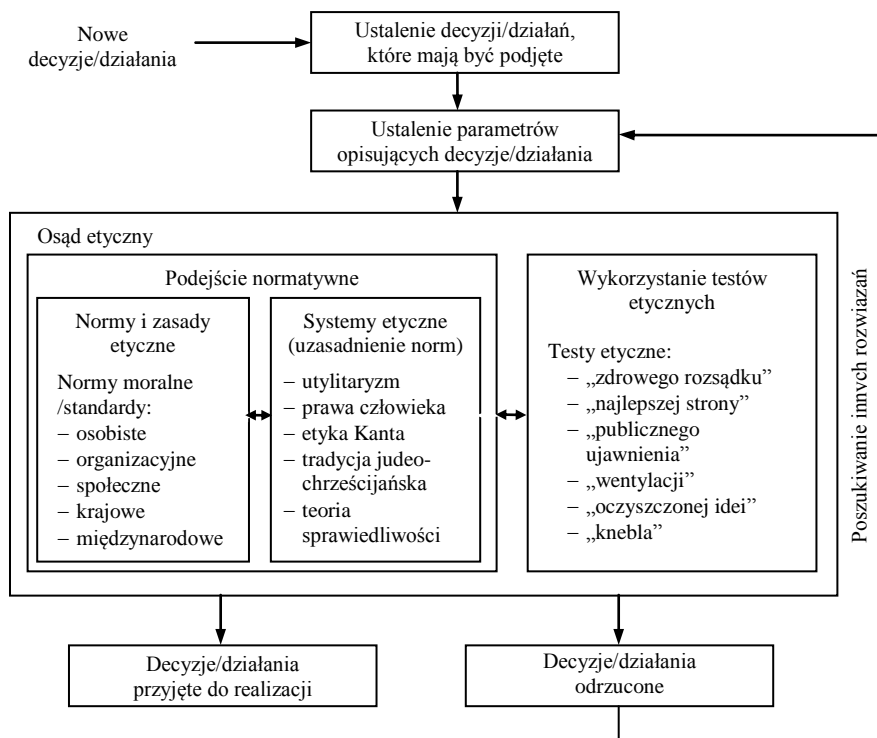 Nowe
decyzje/działania
Ustalenie decyzji/działań,
które mają być podjęte
Ustalenie parametrów
opisujących decyzje/działania
Osąd etyczny
Podejście normatywne
Normy i zasady
etyczne
Normy moralne
/standardy:
– osobiste
– organizacyjne
– społeczne
– krajowe
– międzynarodowe
Systemy etyczne
(uzasadnienie norm)
– utylitaryzm
– prawa człowieka
– etyka Kanta
– tradycja judeo-
chrześcijańska
– teoria
sprawiedliwości
Wykorzystanie testów
etycznych
Testy etyczne:
– „zdrowego rozsądku”
– „najlepszej strony”
– „publicznego
ujawnienia”
– „wentylacji”
– „oczyszczonej idei”
– „knebla”
Poszukiwanie innych rozwiazań
Decyzje/działania
przyjęte do realizacji
Decyzje/działania
odrzucone